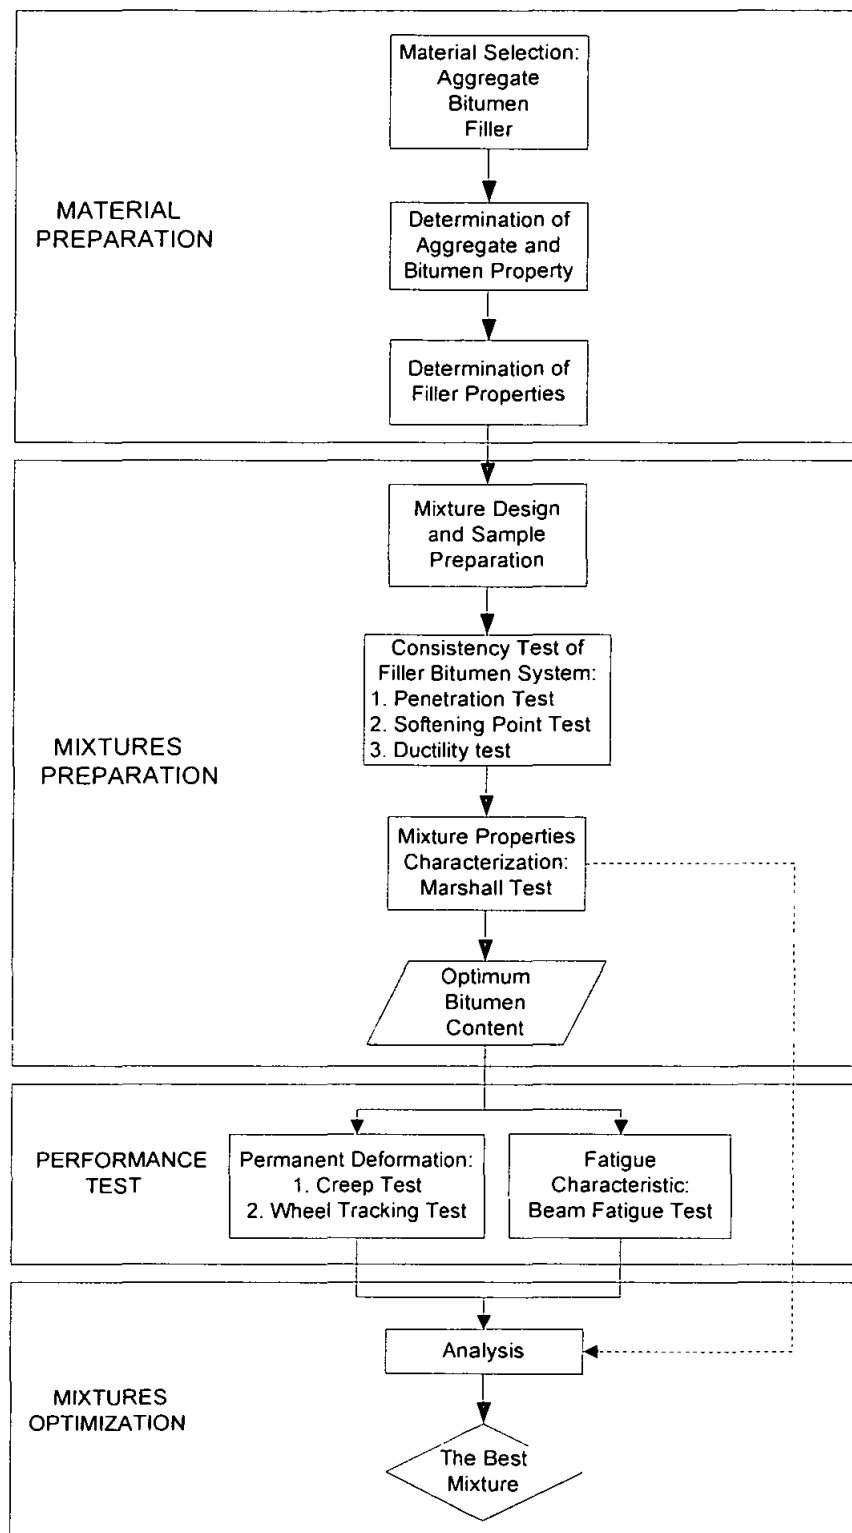 Material Selection:
Aggregate
Bitumen
Filler
MATERIAL
PREPARATION
Determination of
Aggregate and
Bitumen Property
Determination of
Filler Properties
Mixture Design
and Sample
Preparation
MIXTURES
PREPARATION
Consistency Test of
Filler Bitumen System:
1. Penetration Test
2. Softening Point Test
3. Ductility test
Mixture Properties
Characterization:
Marshall Test
Optimum
Bitumen
Content
PERFORMANCE
TEST
Permanent Deformation:
1. Creep Test
2. Wheel Tracking Test
Fatigue
Characteristic:
Beam Fatigue Test
MIXTURES
OPTIMIZATION
Analysis
The Best
Mixture